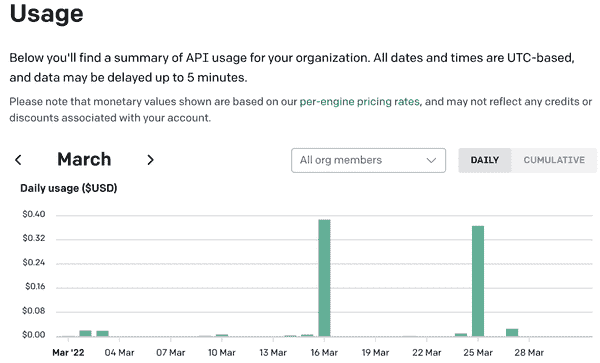 Usage
Below you'll find a summary of API usage for your organization. All dates and times are UTC-based,
and data may be delayed up to 5 minutes.
Please note that monetary values shown are based on our per-engine pricing rates, and may not reflect any credits or
discounts associated with your account.
March
All org members
DAILY
CUMULATIVE
Daily usage ($USD)
$0.40
$0.32
$0.24
$0.16
$0.08
$0.00
Mar '22 04 Mar 07 Mar 10 Mar 13 Mar 16 Mar 19 Mar 22 Mar 25 Mar 28 Mar